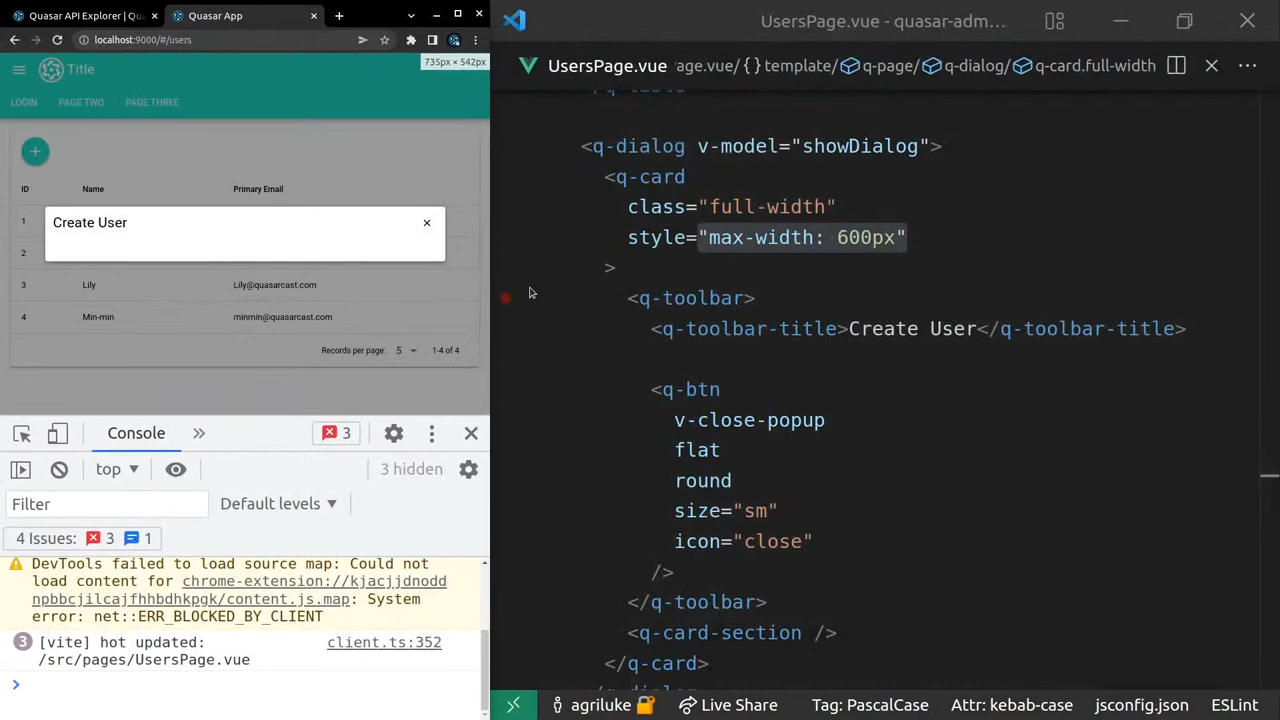 Quasar API Explorer | Qu
Quasar App
localhost:9000/#/users
735px × 542px
Title
LOGIN
PAGE TWO
PAGE THREE
ID
Name
Primary Email
1
2
Create User
3
Lily
Lily@quasarcast.com
4
Min-min
minmin@quasarcast.com
Records per page:
5
1-4 of 4
Console
3
top
3 hidden
Filter
Default levels
4 Issues:
3
1
DevTools failed to load source map: Could not
load content for chrome-extension://kjacjjdnodd
npbbcjilcajfhhbdhkpgk/content.js.map: System
error: net::ERR_BLOCKED_BY_CLIENT
3
[vite] hot updated:
client.ts:352
/src/pages/UsersPage.vue
UsersPage.vue - quasar-adm…
UsersPage.vue
age.vue/
{} template/
q-page/
q-dialog/
q-card.full-width
<q-dialog v-model="showDialog">
<q-card
class="full-width"
style="max-width: 600px"
>
<q-toolbar>
<q-toolbar-title>Create User</q-toolbar-title>
<q-btn
v-close-popup
flat
round
size="sm"
icon="close"
/>
</q-toolbar>
<q-card-section />
</q-card>
agriluke
Live Share
Tag: PascalCase
Attr: kebab-case
jsconfig.json
ESLint